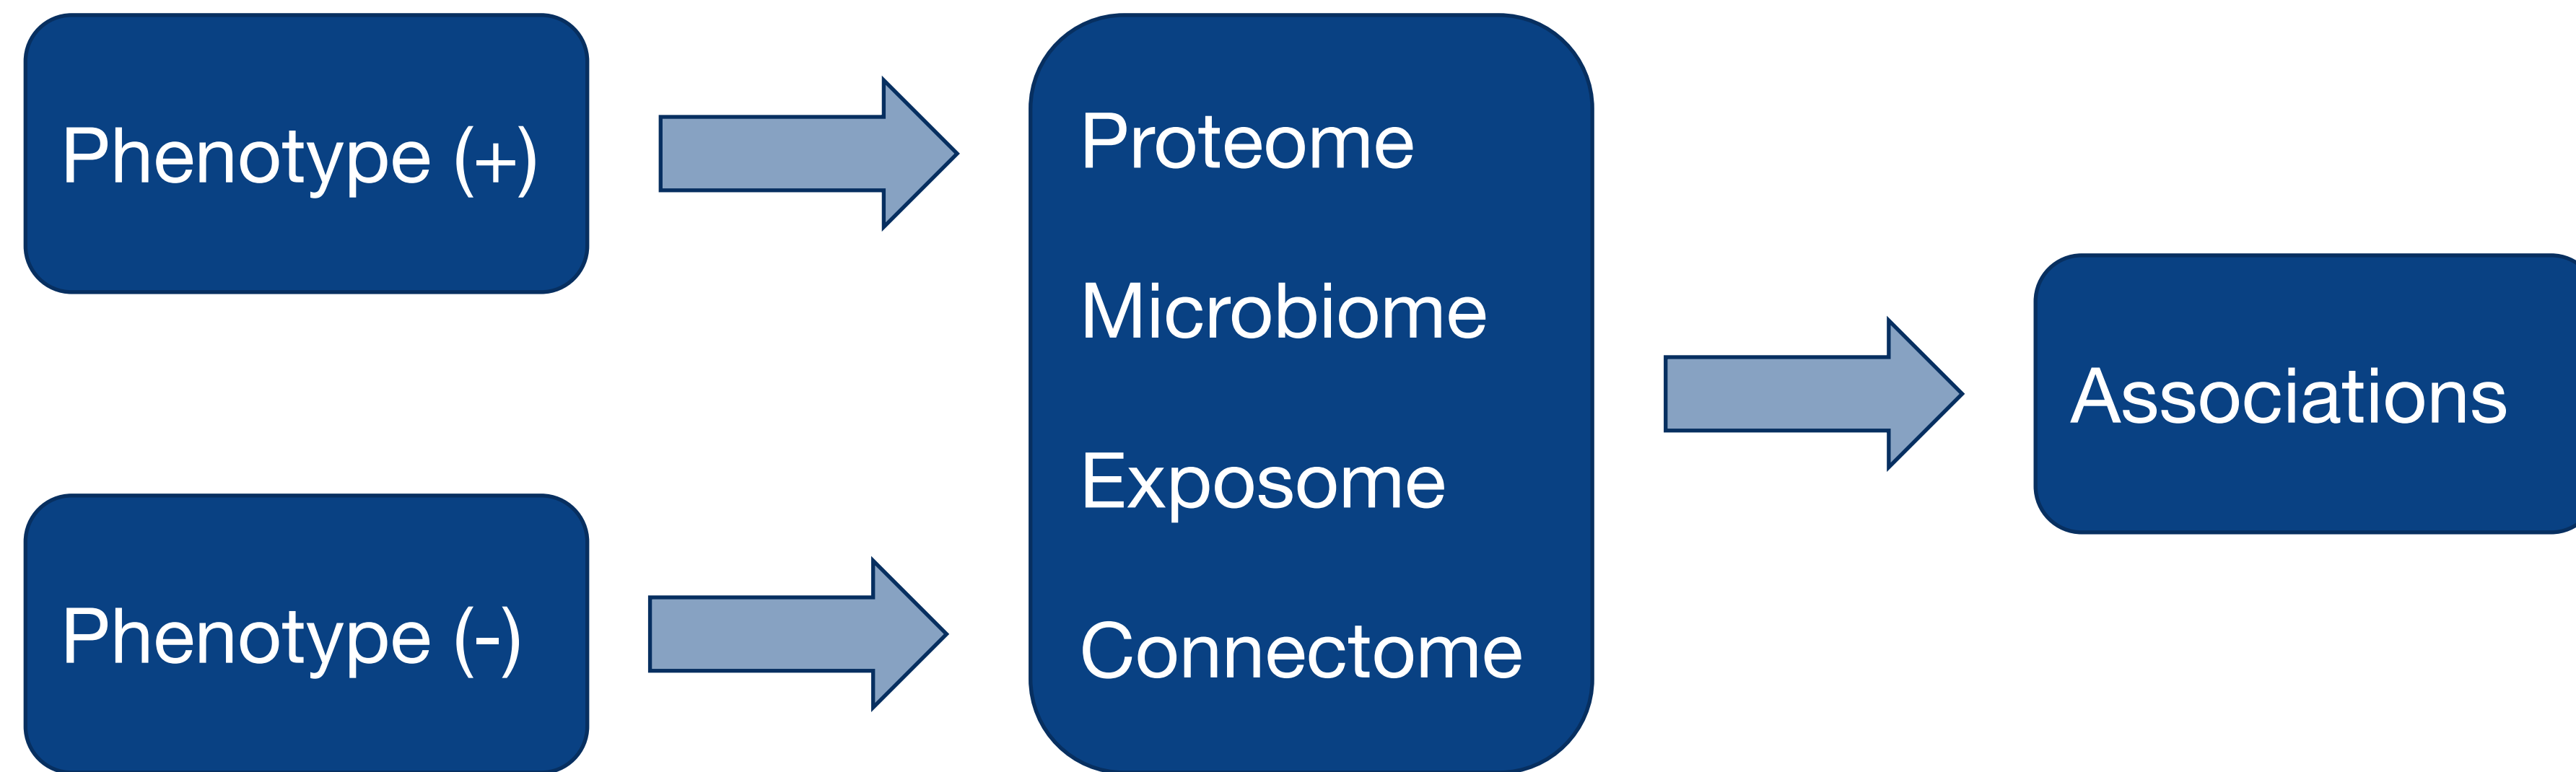 Phenotype (+)
Phenotype (-)
Proteome
Microbiome
Exposome
Connectome
Associations